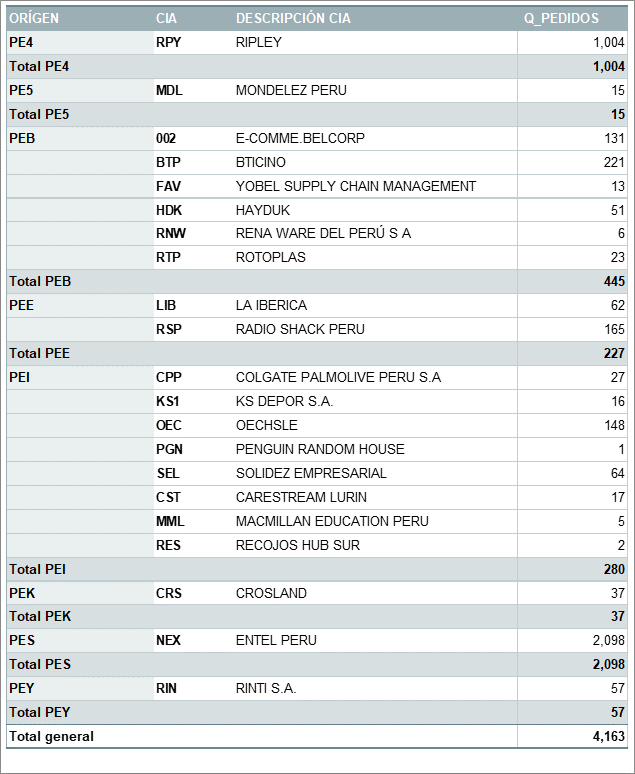 ORÍGEN CIA DESCRIPCIÓN CIA Q_PEDIDOS
PE4 RPY RIPLEY 1,004
Total PE4 1,004
PE5 MDL MONDELEZ PERU 15
Total PE5 15
PEB 002 E-COMME.BELCORP 131
BTP BTICINO 221
FAV YOBEL SUPPLY CHAIN MANAGEMENT 13
HDK HAYDUK 51
RNW RENA WARE DEL PERÚ S A 6
RTP ROTOPLAS 23
Total PEB 445
PEE LIB LA IBERICA 62
RSP RADIO SHACK PERU 165
Total PEE 227
PEI CPP COLGATE PALMOLIVE PERU S.A 27
KS1 KS DEPOR S.A. 16
OEC OECHSLE 148
PGN PENGUIN RANDOM HOUSE 1
SEL SOLIDEZ EMPRESARIAL 64
CST CARESTREAM LURIN 17
MML MACMILLAN EDUCATION PERU 5
RES RECOJOS HUB SUR 2
Total PEI 280
PEK CRS CROSLAND 37
Total PEK 37
PES NEX ENTEL PERU 2,098
Total PES 2,098
PEY RIN RINTI S.A. 57
Total PEY 57
Total general 4,163